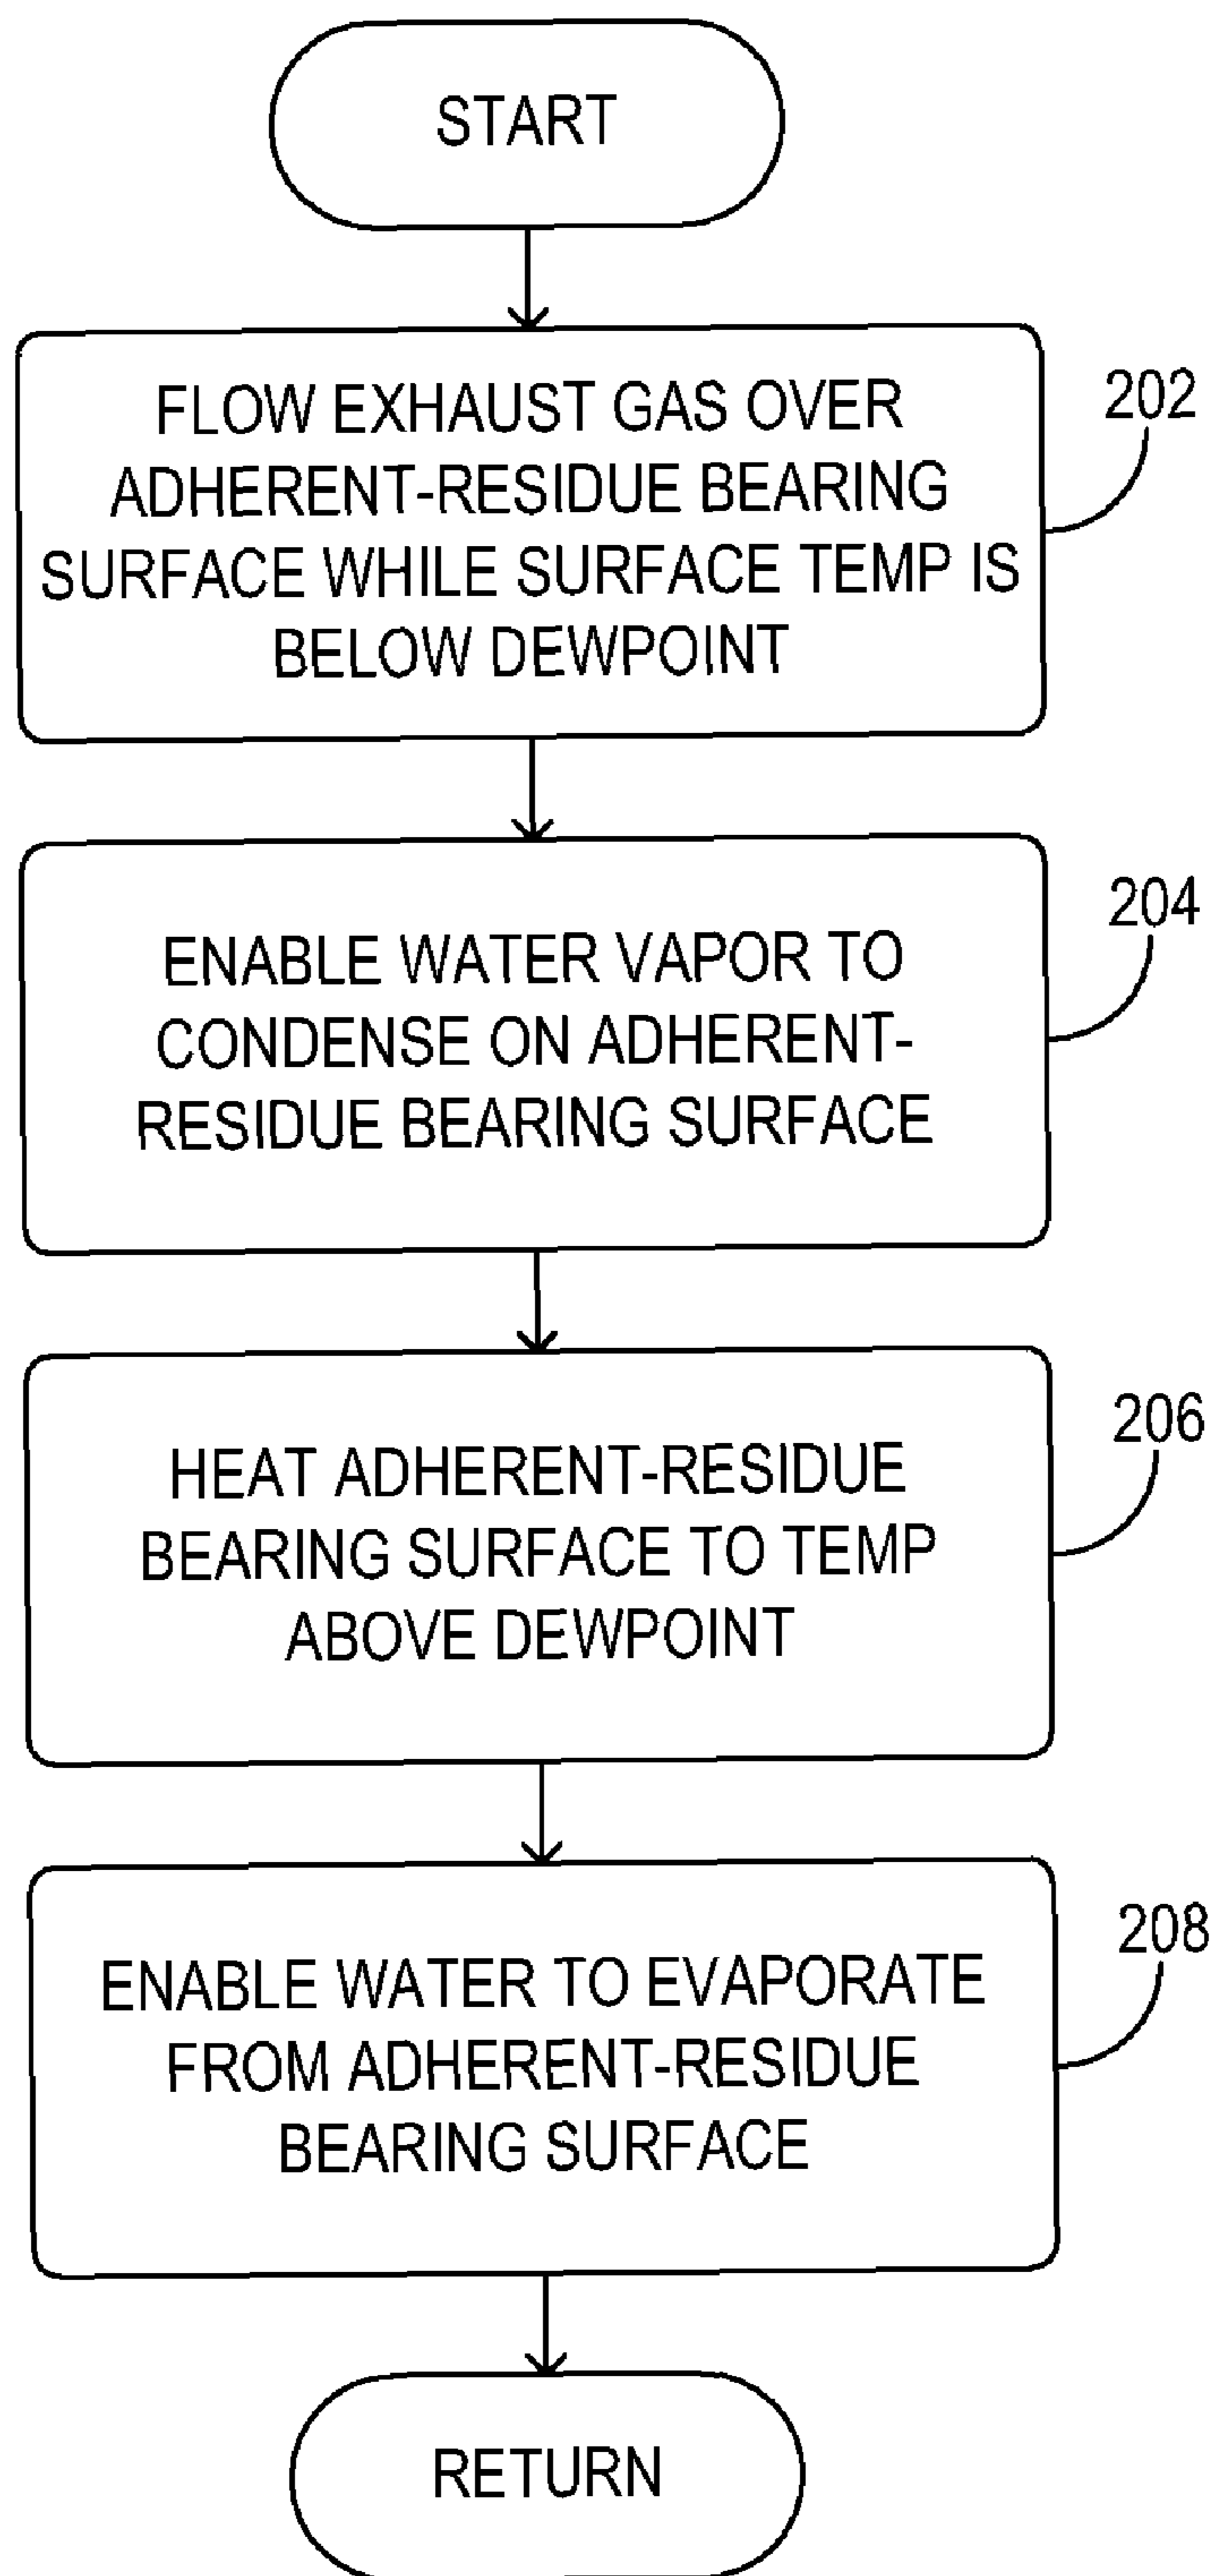 START
FLOW EXHAUST GAS OVER
ADHERENT-RESIDUE BEARING
SURFACE WHILE SURFACE TEMP IS
BELOW DEWPOINT
202
ENABLE WATER VAPOR TO
CONDENSE ON ADHERENT-
RESIDUE BEARING SURFACE
204
HEAT ADHERENT-RESIDUE
BEARING SURFACE TO TEMP
ABOVE DEWPOINT
206
ENABLE WATER TO EVAPORATE
FROM ADHERENT-RESIDUE
BEARING SURFACE
208
RETURN